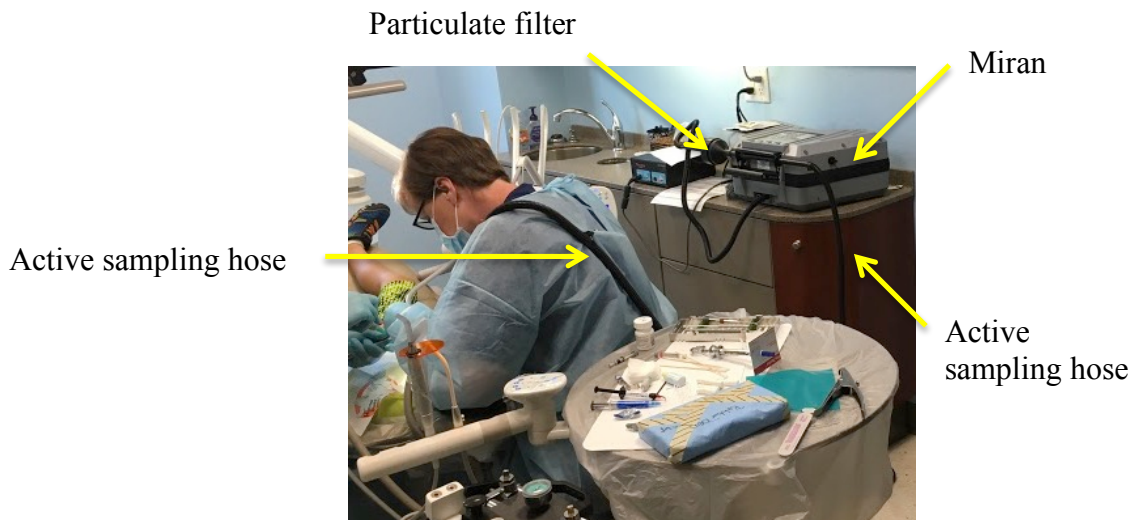 Particulate filter
Miran
Active sampling hose
Active
sampling hose